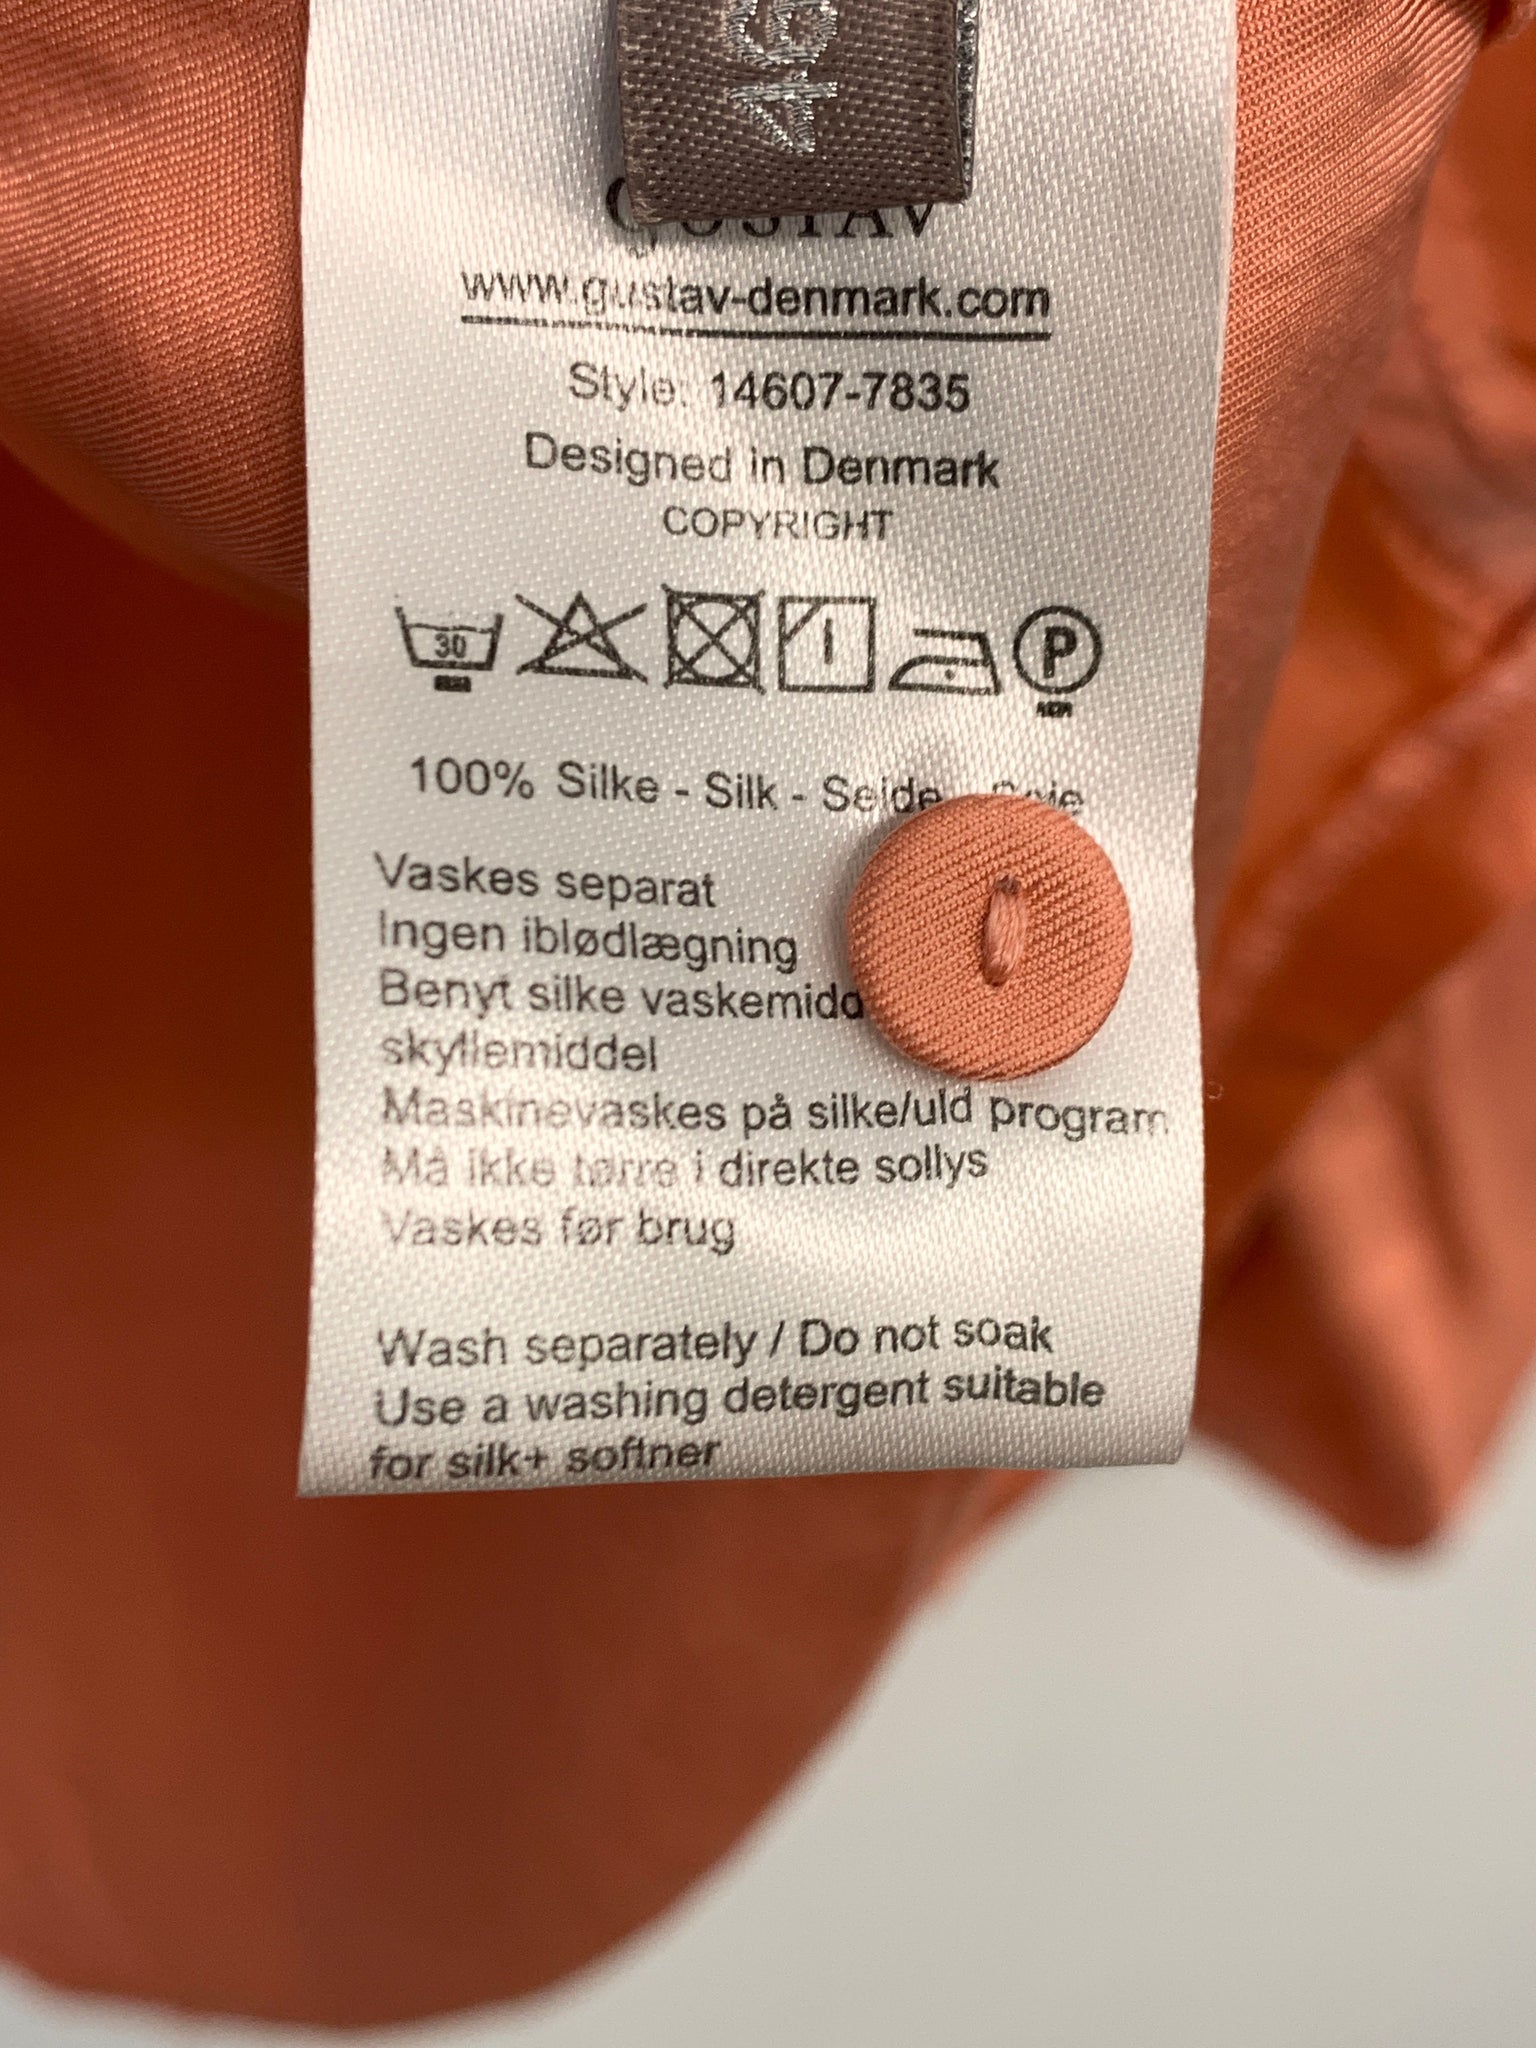 46
GUSTAV
www.gustav-denmark.com
Style: 14607-7835
Designed in Denmark
COPYRIGHT
30 P
100% Silke - Silk - Seide - Soie
Vaskes separat
Ingen iblødlægning
Benyt silke vaskemidd
skyllemiddel
Maskinevaskes på silke/uld program
Må ikke tørre i direkte sollys
Vaskes før brug
Wash separately / Do not soak
Use a washing detergent suitable
for silk+ softner